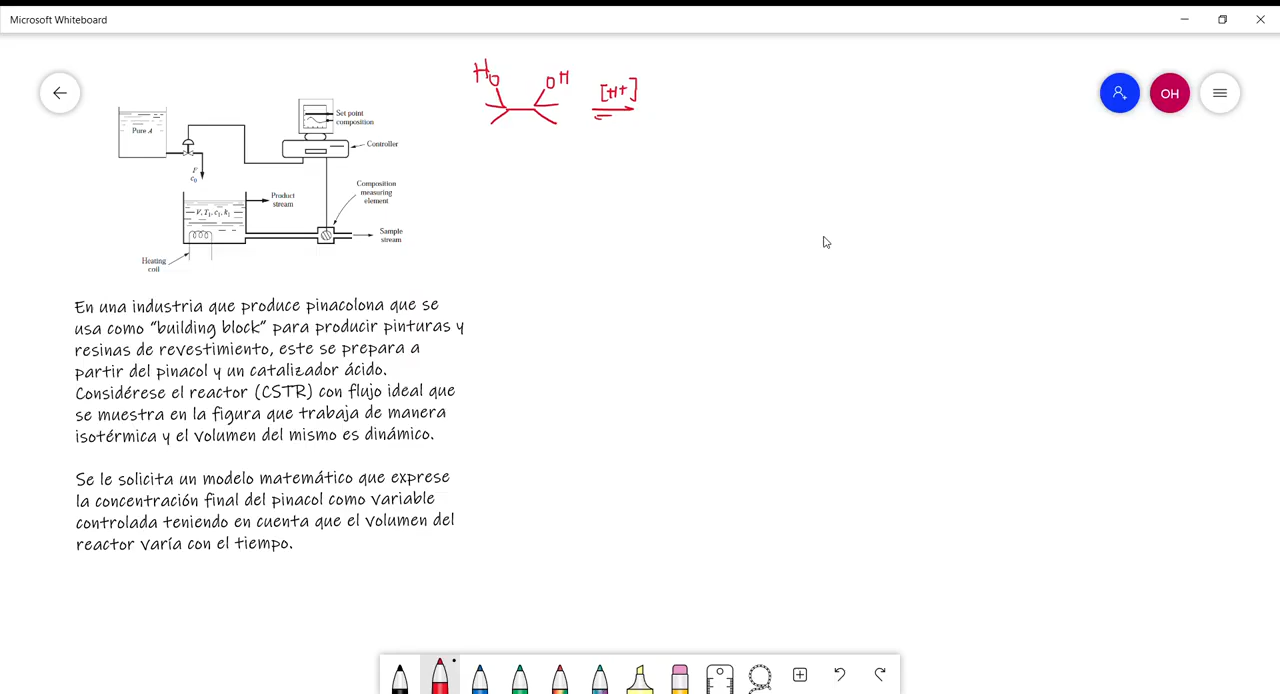 Microsoft Whiteboard
OH
HO
OH
[H+]
Pure A
Set point
composition
Controller
F
c0
Composition
measuring
element
Product
stream
V, T1, c1, k1
Sample
stream
Heating
coil
En una industria que produce pinacolona que se
usa como "building block" para producir pinturas y
resinas de revestimiento, este se prepara a
partir del pinacol y un catalizador ácido.
Considérese el reactor (CSTR) con flujo ideal que
se muestra en la figura que trabaja de manera
isotérmica y el volumen del mismo es dinámico.
Se le solicita un modelo matemático que exprese
la concentración final del pinacol como variable
controlada teniendo en cuenta que el volumen del
reactor varía con el tiempo.